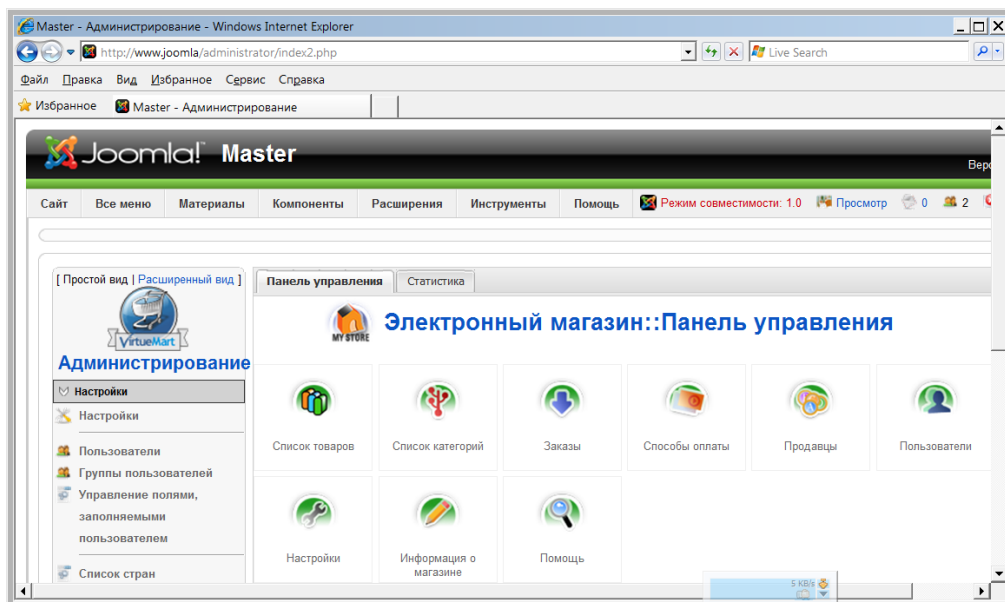 Master - Администрирование - Windows Internet Explorer
http://www.joomla/administrator/index2.php
Live Search
Файл Правка Вид Избранное Сервис Справка
Избранное Master - Администрирование
Joomla! Master
Сайт Все меню Материалы Компоненты Расширения Инструменты Помощь Режим совместимости: 1.0 Просмотр 0 2
[ Простой вид | Расширенный вид ]
Панель управления Статистика
VirtueMart
MY STORE
Электронный магазин::Панель управления
Администрирование
Настройки
Настройки
Пользователи
Группы пользователей
Управление полями,
заполняемыми
пользователем
Список стран
Список товаров Список категорий Заказы Способы оплаты Продавцы Пользователи
Настройки Информация о
магазине
Помощь
5 KB/s